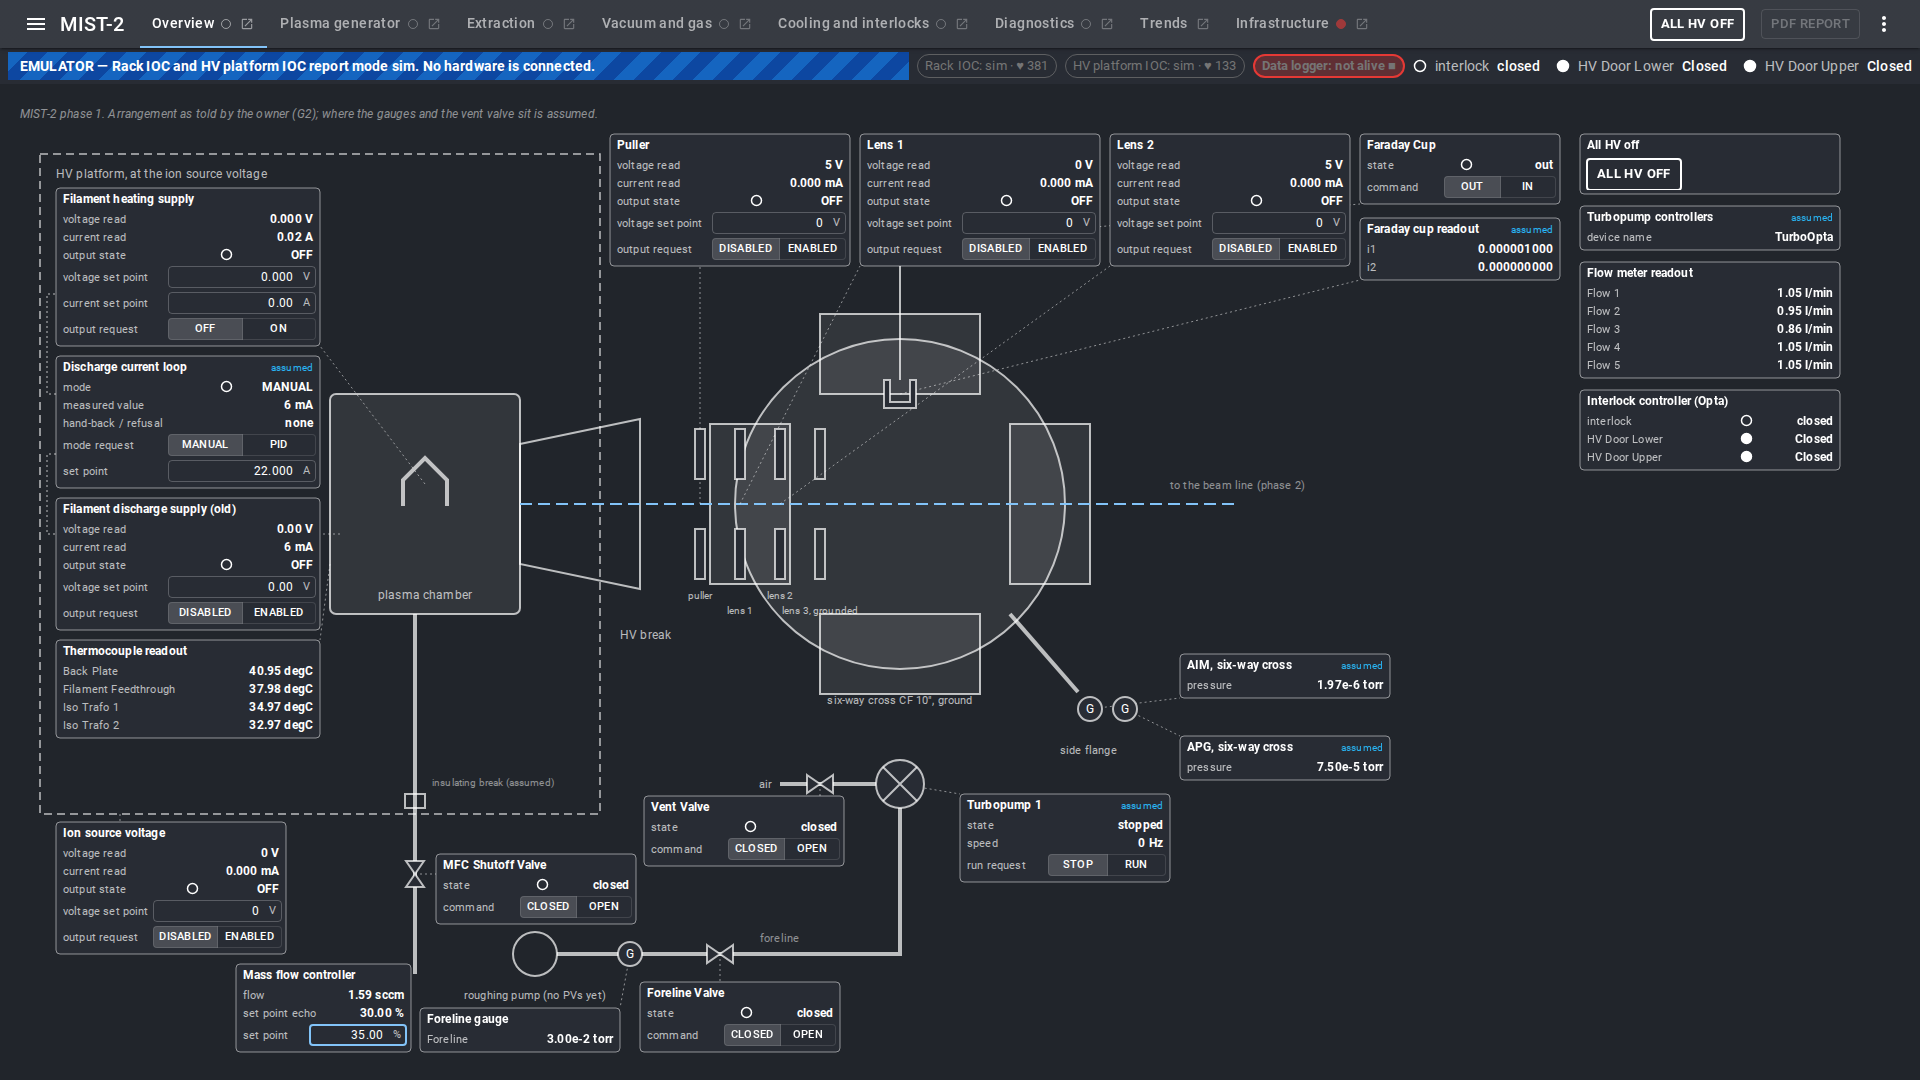 MIST-2
Overview
Plasma generator
Extraction
Vacuum and gas
Cooling and interlocks
Diagnostics
Trends
Infrastructure
ALL HV OFF
PDF REPORT
EMULATOR — Rack IOC and HV platform IOC report mode sim. No hardware is connected.
Rack IOC: sim · ♥ 381
HV platform IOC: sim · ♥ 133
Data logger: not alive ■
interlock closed
HV Door Lower Closed
HV Door Upper Closed
MIST-2 phase 1. Arrangement as told by the owner (G2); where the gauges and the vent valve sit is assumed.
HV platform, at the ion source voltage
Filament heating supply
voltage read 0.000 V
current read 0.02 A
output state OFF
voltage set point 0.000 V
current set point 0.00 A
output request OFF ON
Discharge current loop assumed
mode MANUAL
measured value 6 mA
hand-back / refusal none
mode request MANUAL PID
set point 22.000 A
Filament discharge supply (old)
voltage read 0.00 V
current read 6 mA
output state OFF
voltage set point 0.00 V
output request DISABLED ENABLED
Thermocouple readout
Back Plate 40.95 degC
Filament Feedthrough 37.98 degC
Iso Trafo 1 34.97 degC
Iso Trafo 2 32.97 degC
Puller
voltage read 5 V
current read 0.000 mA
output state OFF
voltage set point 0 V
output request DISABLED ENABLED
Lens 1
voltage read 0 V
current read 0.000 mA
output state OFF
voltage set point 0 V
output request DISABLED ENABLED
Lens 2
voltage read 5 V
current read 0.000 mA
output state OFF
voltage set point 0 V
output request DISABLED ENABLED
Faraday Cup
state out
command OUT IN
Faraday cup readout assumed
i1 0.000001000
i2 0.000000000
All HV off
ALL HV OFF
Turbopump controllers assumed
device name TurboOpta
Flow meter readout
Flow 1 1.05 l/min
Flow 2 0.95 l/min
Flow 3 0.86 l/min
Flow 4 1.05 l/min
Flow 5 1.05 l/min
Interlock controller (Opta)
interlock closed
HV Door Lower Closed
HV Door Upper Closed
to the beam line (phase 2)
plasma chamber
puller
lens 1
lens 2
lens 3, grounded
HV break
six-way cross CF 10", ground
G
G
side flange
AIM, six-way cross assumed
pressure 1.97e-6 torr
APG, six-way cross assumed
pressure 7.50e-5 torr
insulating break (assumed)
air
Vent Valve
state closed
command CLOSED OPEN
Turbopump 1 assumed
state stopped
speed 0 Hz
run request STOP RUN
Ion source voltage
voltage read 0 V
current read 0.000 mA
output state OFF
voltage set point 0 V
output request DISABLED ENABLED
MFC Shutoff Valve
state closed
command CLOSED OPEN
foreline
G
roughing pump (no PVs yet)
Mass flow controller
flow 1.59 sccm
set point echo 30.00 %
set point 35.00 %
Foreline gauge
Foreline 3.00e-2 torr
Foreline Valve
state closed
command CLOSED OPEN